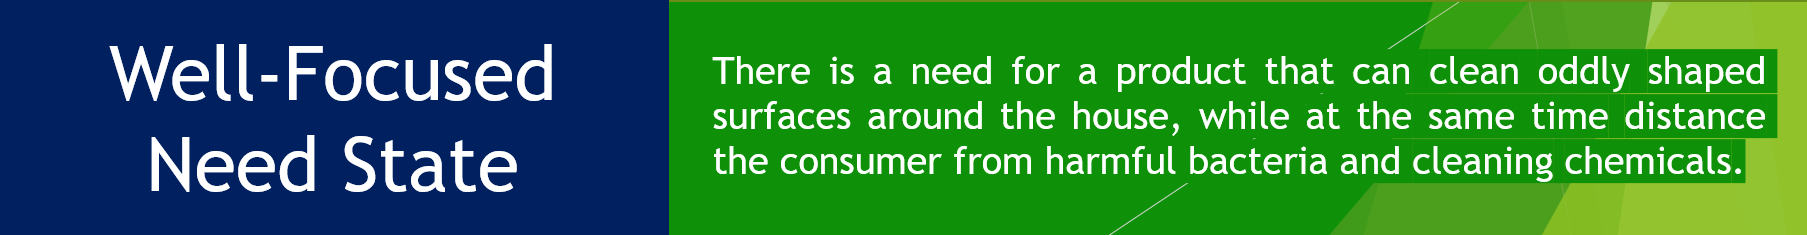 Well-Focused
Need State
There is a need for a product that can clean oddly shaped
surfaces around the house, while at the same time distance
the consumer from harmful bacteria and cleaning chemicals.